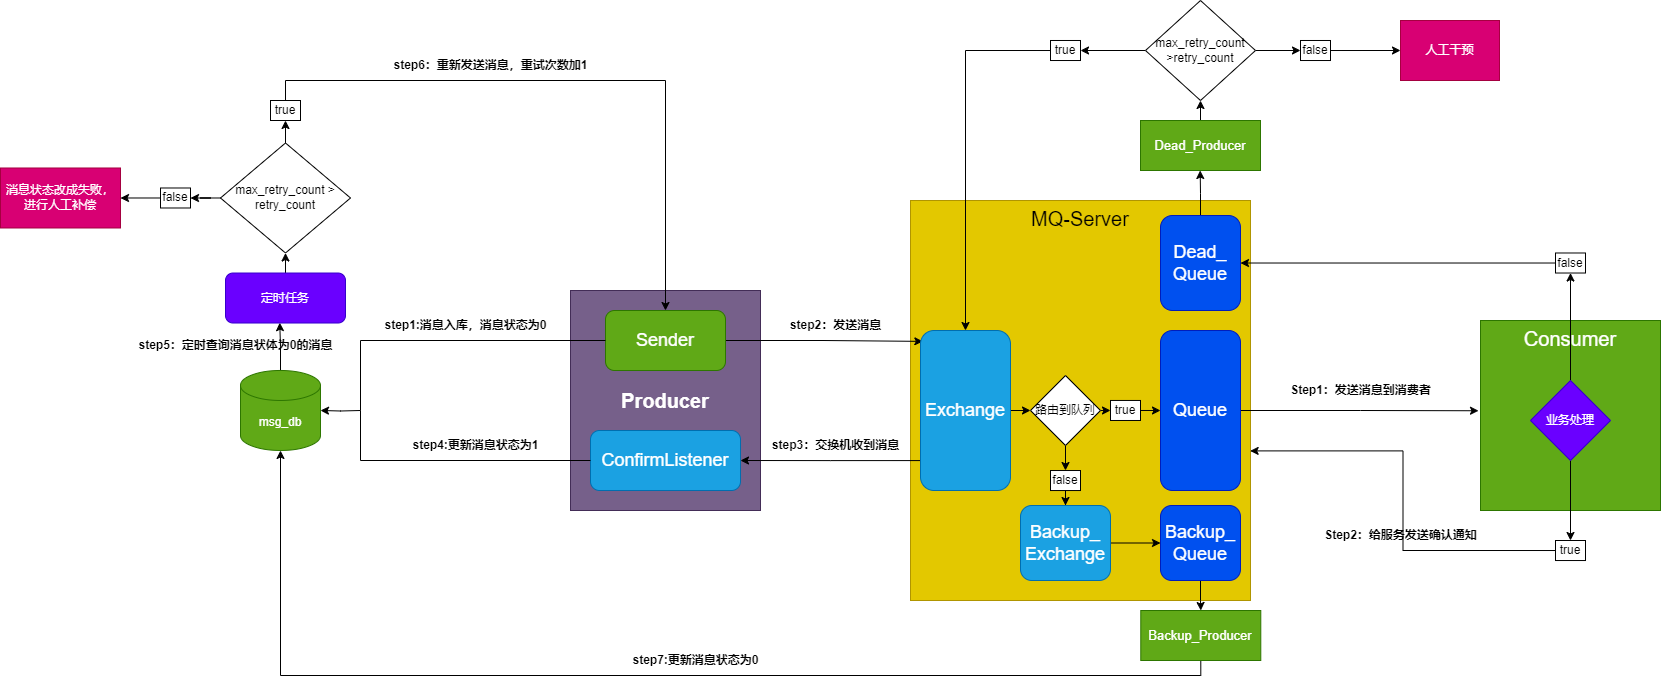 max_retry_count
>retry_count
true
false
人工干预
step6：重新发送消息，重试次数加1
true
Dead_Producer
消息状态改成失败，
进行人工补偿
false
max_retry_count >
retry_count
MQ-Server
Dead_
Queue
false
定时任务
step1:消息入库，消息状态为0
step2：发送消息
Sender
Consumer
step5：定时查询消息状体为0的消息
Producer
Exchange
路由到队列
true
Queue
Step1：发送消息到消费者
业务处理
msg_db
step4:更新消息状态为1
ConfirmListener
step3：交换机收到消息
false
Backup_
Exchange
Backup_
Queue
Step2：给服务发送确认通知
true
Backup_Producer
step7:更新消息状态为0